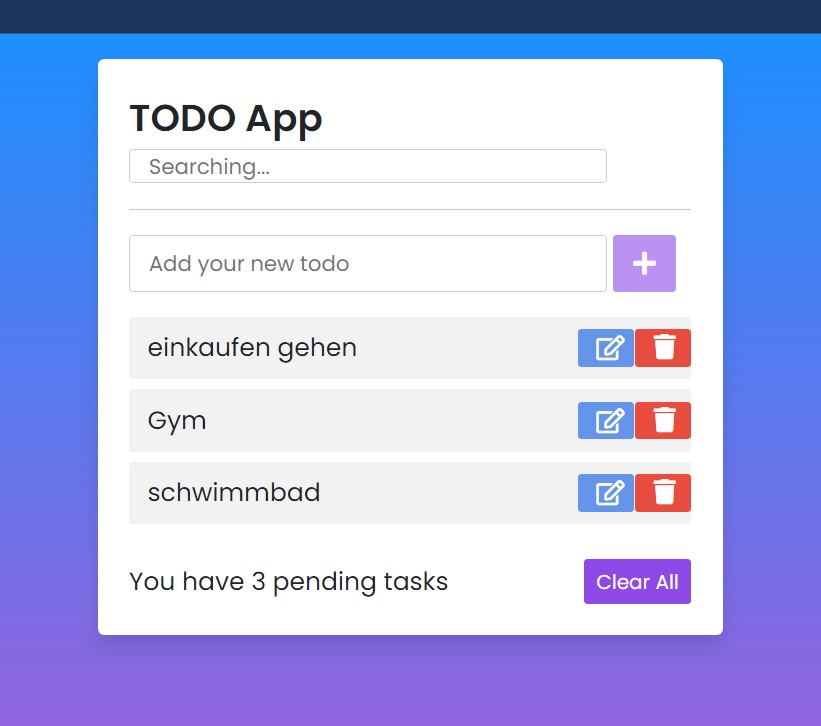 TODO App
Searching...
Add your new todo
einkaufen gehen
Gym
schwimmbad
You have 3 pending tasks
Clear All